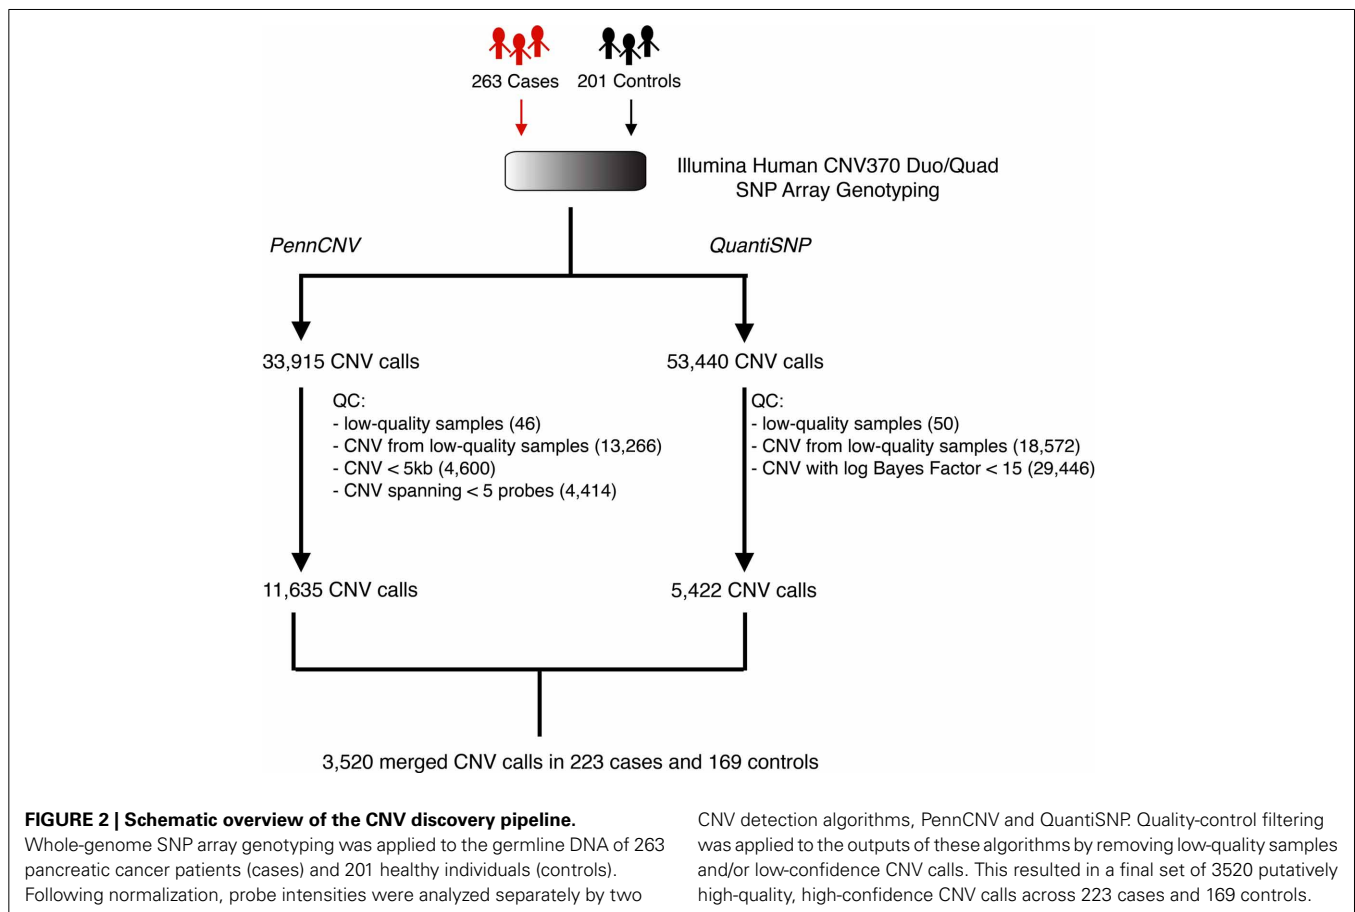 263 Cases
201 Controls
Illumina Human CNV370 Duo/Quad
SNP Array Genotyping
PennCNV
QuantiSNP
33,915 CNV calls
53,440 CNV calls
QC:
- low-quality samples (46)
- CNV from low-quality samples (13,266)
- CNV < 5kb (4,600)
- CNV spanning < 5 probes (4,414)
QC:
- low-quality samples (50)
- CNV from low-quality samples (18,572)
- CNV with log Bayes Factor < 15 (29,446)
11,635 CNV calls
5,422 CNV calls
3,520 merged CNV calls in 223 cases and 169 controls
FIGURE 2 | Schematic overview of the CNV discovery pipeline.
Whole-genome SNP array genotyping was applied to the germline DNA of 263
pancreatic cancer patients (cases) and 201 healthy individuals (controls).
Following normalization, probe intensities were analyzed separately by two
CNV detection algorithms, PennCNV and QuantiSNP. Quality-control filtering
was applied to the outputs of these algorithms by removing low-quality samples
and/or low-confidence CNV calls. This resulted in a final set of 3520 putatively
high-quality, high-confidence CNV calls across 223 cases and 169 controls.